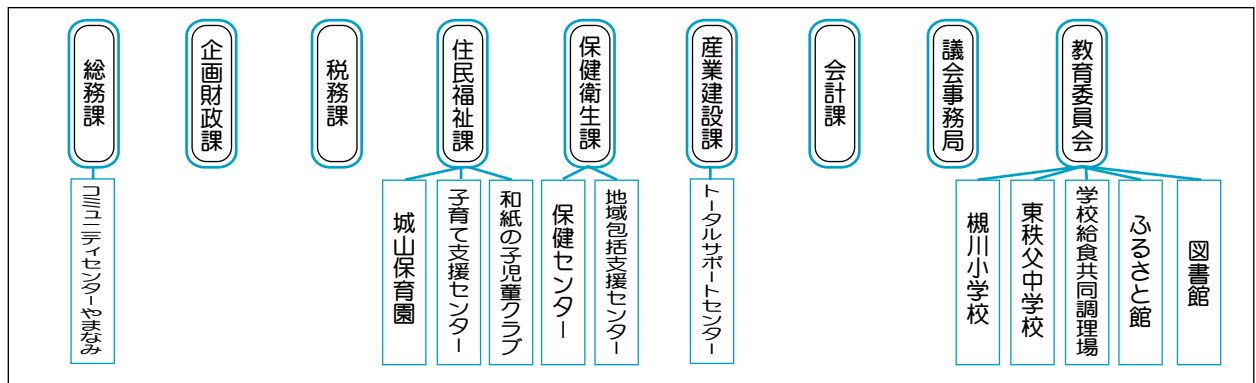 総務課
企画財政課
税務課
住民福祉課
保健衛生課
産業建設課
会計課
議会事務局
教育委員会
コミュニティセンターやまなみ
城山保育園
子育て支援センター
和紙の子児童クラブ
保健センター
地域包括支援センター
トータルサポートセンター
槻川小学校
東秩父中学校
学校給食共同調理場
ふるさと館
図書館